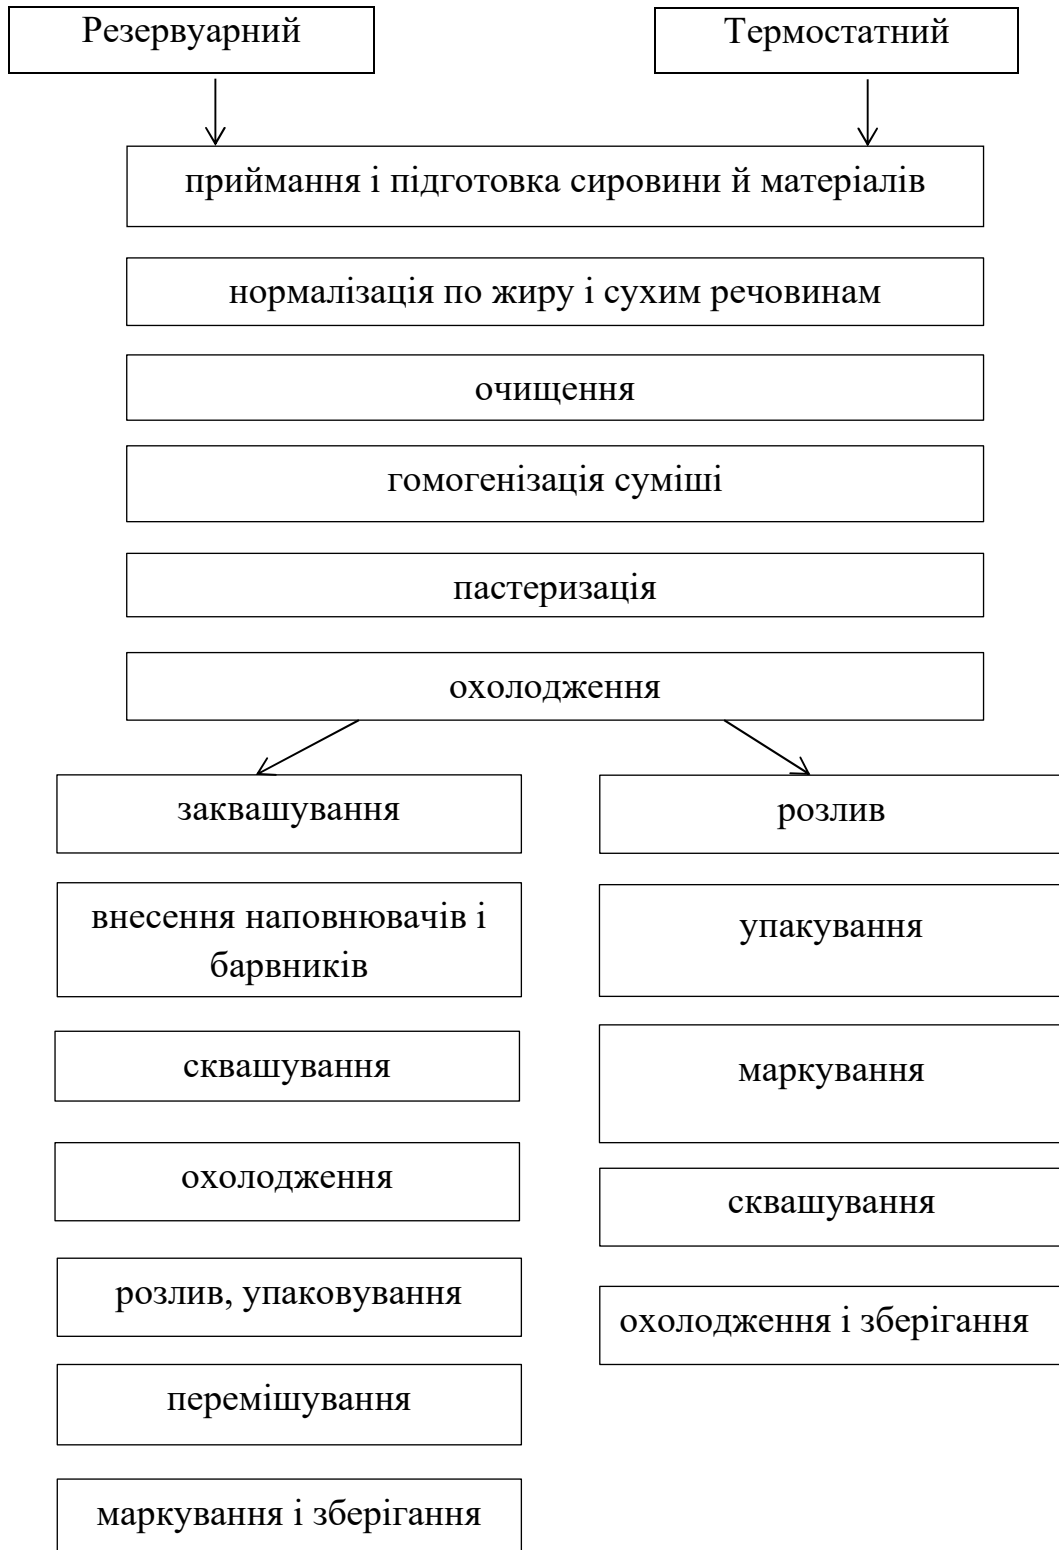 Резервуарний
Термостатний
приймання і підготовка сировини й матеріалів
нормалізація по жиру і сухим речовинам
очищення
гомогенізація суміші
пастеризація
охолодження
заквашування
внесення наповнювачів і
барвників
сквашування
охолодження
розлив, упаковування
перемішування
маркування і зберігання
розлив
упакування
маркування
сквашування
охолодження і зберігання